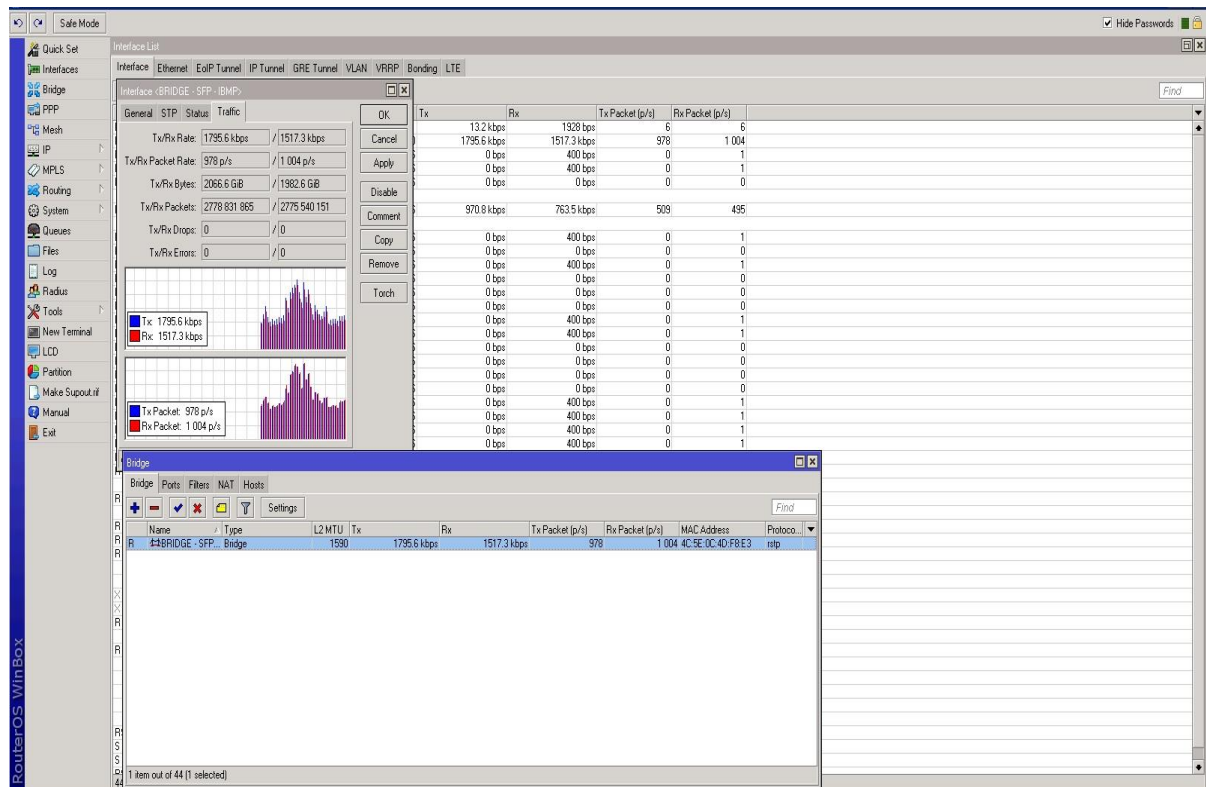 Safe Mode
Hide Passwords
Quick Set
Interfaces
Bridge
PPP
Mesh
IP
MPLS
Routing
System
Queues
Files
Log
Radius
Tools
New Terminal
LCD
Partition
Make Supout.rif
Manual
Exit
RouterOS WinBox
Interface List
Interface Ethernet EoIP Tunnel IP Tunnel GRE Tunnel VLAN VRRP Bonding LTE
Find
Interface <BRIDGE - SFP - IBMP>
General STP Status Traffic
Tx/Rx Rate: 1795.6 kbps / 1517.3 kbps
Tx/Rx Packet Rate: 978 p/s / 1 004 p/s
Tx/Rx Bytes: 2066.6 GiB / 1982.6 GiB
Tx/Rx Packets: 2778 831 865 / 2775 540 151
Tx/Rx Drops: 0 / 0
Tx/Rx Errors: 0 / 0
Tx: 1795.6 kbps
Rx: 1517.3 kbps
Tx Packet: 978 p/s
Rx Packet: 1 004 p/s
OK
Cancel
Apply
Disable
Comment
Copy
Remove
Torch
Tx Rx Tx Packet (p/s) Rx Packet (p/s)
13.2 kbps 1928 bps 6 6
1795.6 kbps 1517.3 kbps 978 1 004
0 bps 400 bps 0 1
0 bps 400 bps 0 1
0 bps 0 bps 0 0
970.8 kbps 763.5 kbps 509 495
0 bps 400 bps 0 1
0 bps 0 bps 0 0
0 bps 400 bps 0 1
0 bps 0 bps 0 0
0 bps 0 bps 0 0
0 bps 0 bps 0 0
0 bps 400 bps 0 1
0 bps 400 bps 0 1
0 bps 0 bps 0 0
0 bps 0 bps 0 0
0 bps 0 bps 0 0
0 bps 0 bps 0 0
0 bps 400 bps 0 1
0 bps 400 bps 0 1
0 bps 400 bps 0 1
0 bps 400 bps 0 1
Bridge
Bridge Ports Filters NAT Hosts
Settings
Find
Name Type L2 MTU Tx Rx Tx Packet (p/s) Rx Packet (p/s) MAC Address Protoco...
R BRIDGE - SFP... Bridge 1590 1795.6 kbps 1517.3 kbps 978 1 004 4C:5E:0C:4D:F8:E3 rstp
1 item out of 44 (1 selected)
R
R
R
R
X
X
R
R
S
S
44